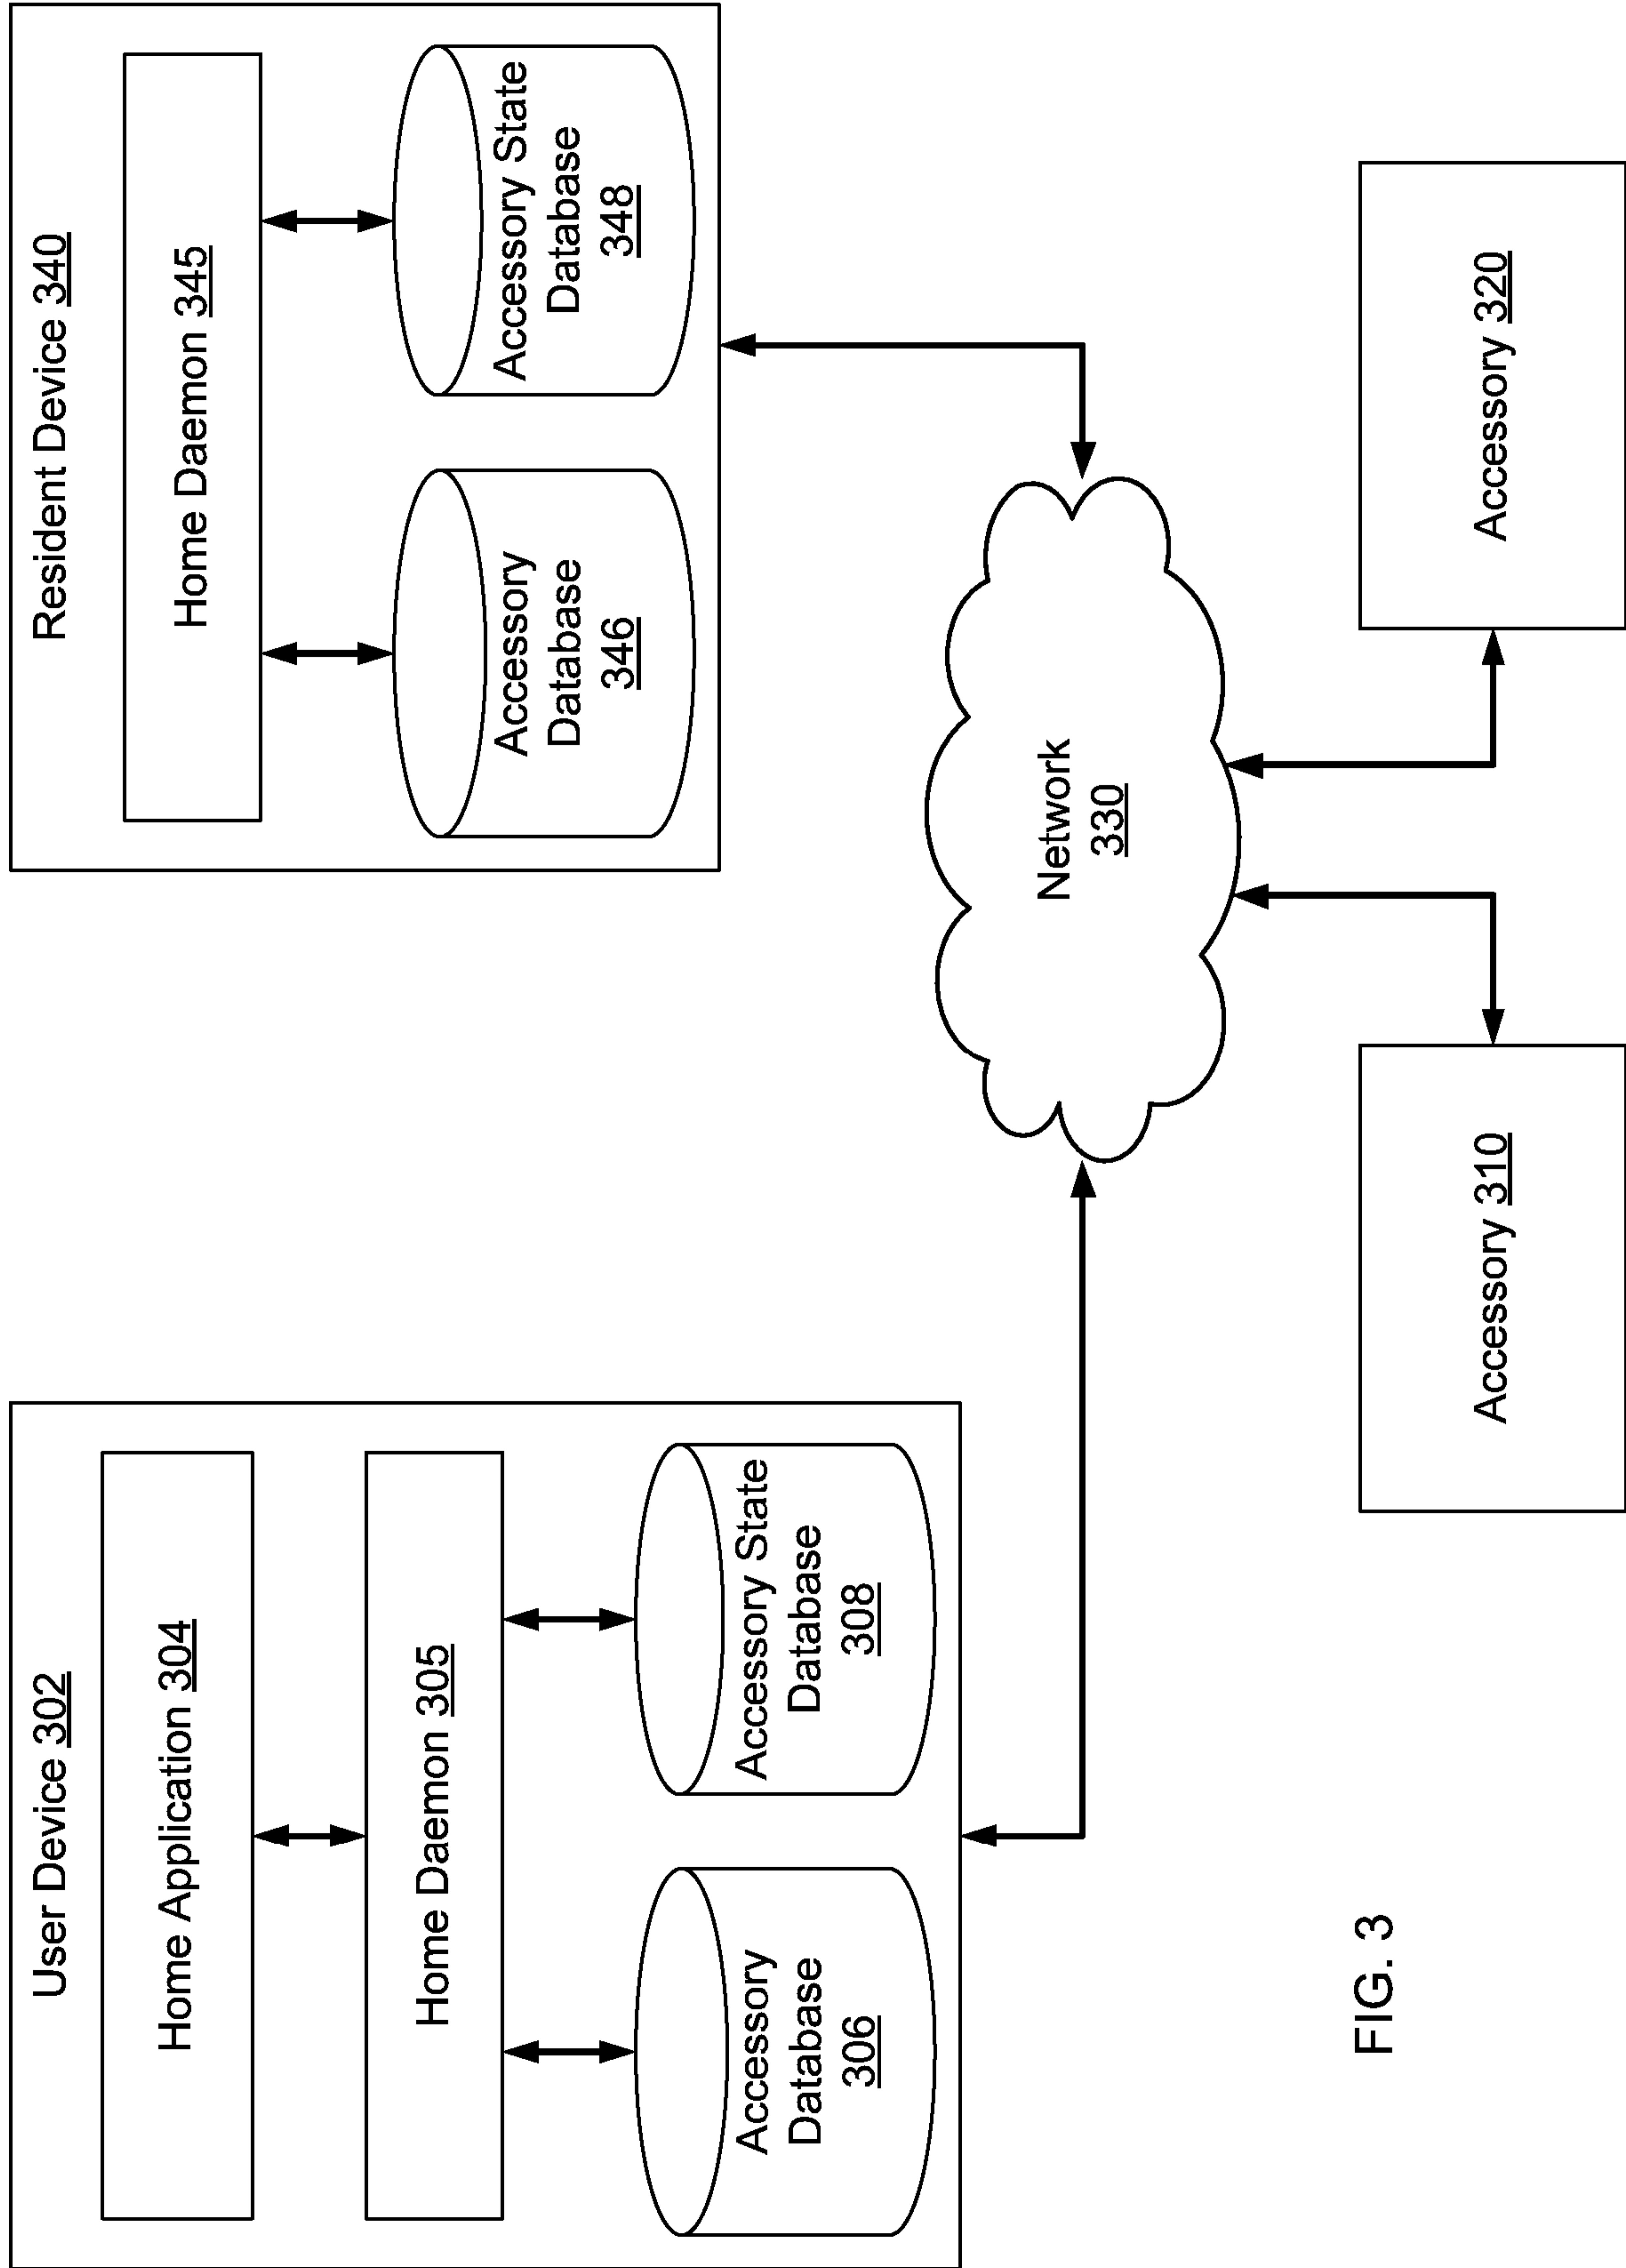 User Device 302
Home Application 304
Home Daemon 305
Accessory
Database
306
Accessory State
Database
308
Resident Device 340
Home Daemon 345
Accessory
Database
346
Accessory State
Database
348
Network
330
Accessory 310
Accessory 320
FIG. 3